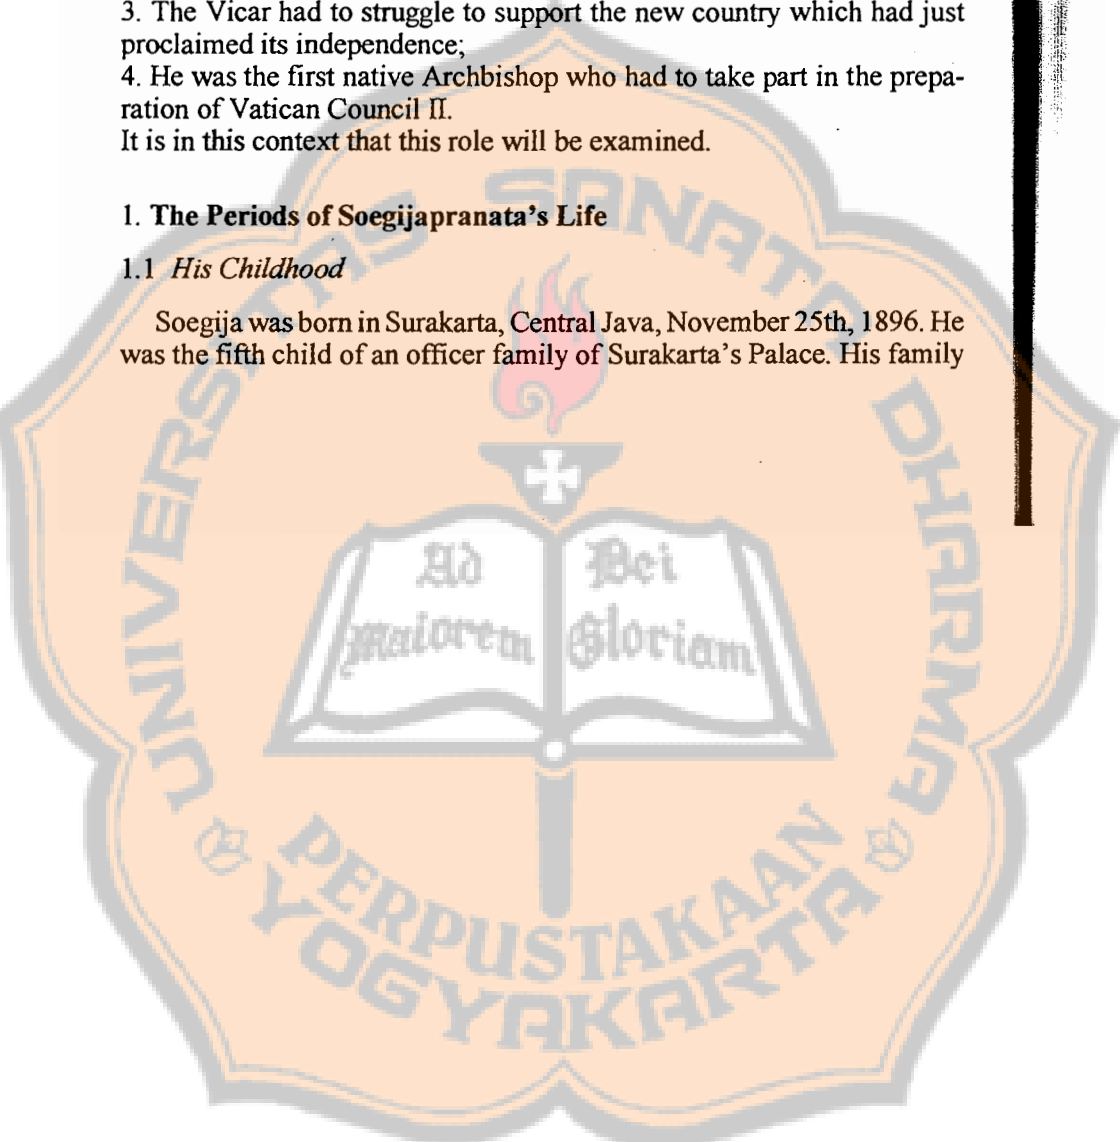 3. The Vicar had to struggle to support the new country which had just
proclaimed its independence;
4. He was the first native Archbishop who had to take part in the prepa-
ration of Vatican Council II.
It is in this context that this role will be examined.
1. The Periods of Soegijapranata's Life
1.1 His Childhood
Soegija was born in Surakarta, Central Java, November 25th, 1896. He
was the fifth child of an officer family of Surakarta's Palace. His family
UNIVERSITAS SANATA DHARMA
Ad
maiorem
Dei
Gloriam
PERPUSTAKAAN
YOGYAKARTA